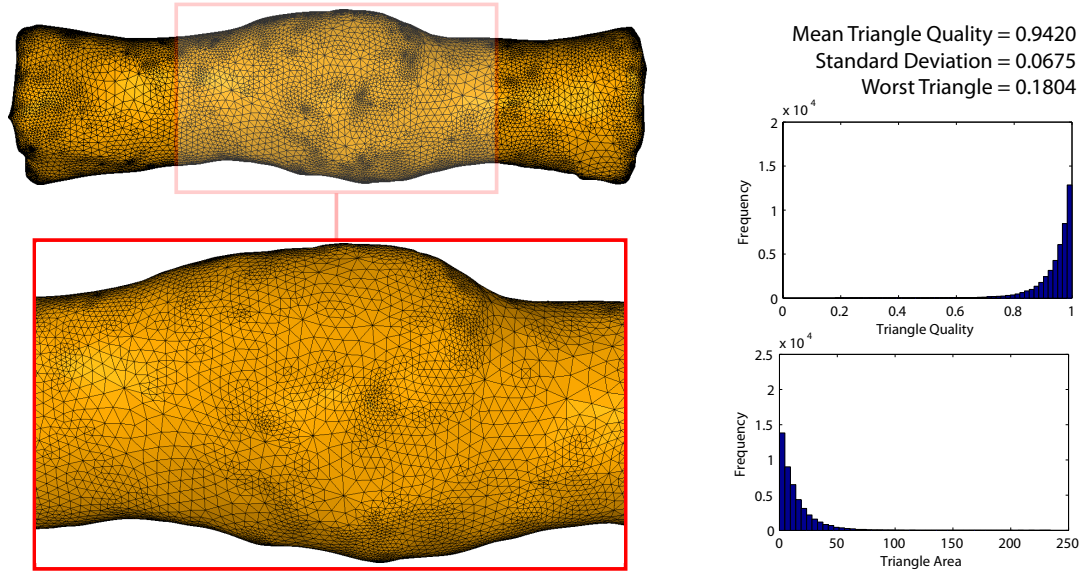 Mean Triangle Quality = 0.9420
Standard Deviation = 0.0675
Worst Triangle = 0.1804
x 10^4
2
1.5
1
0.5
0
Frequency
0 0.2 0.4 0.6 0.8 1
Triangle Quality
x 10^4
2.5
2
1.5
1
0.5
0
Frequency
0 50 100 150 200 250
Triangle Area